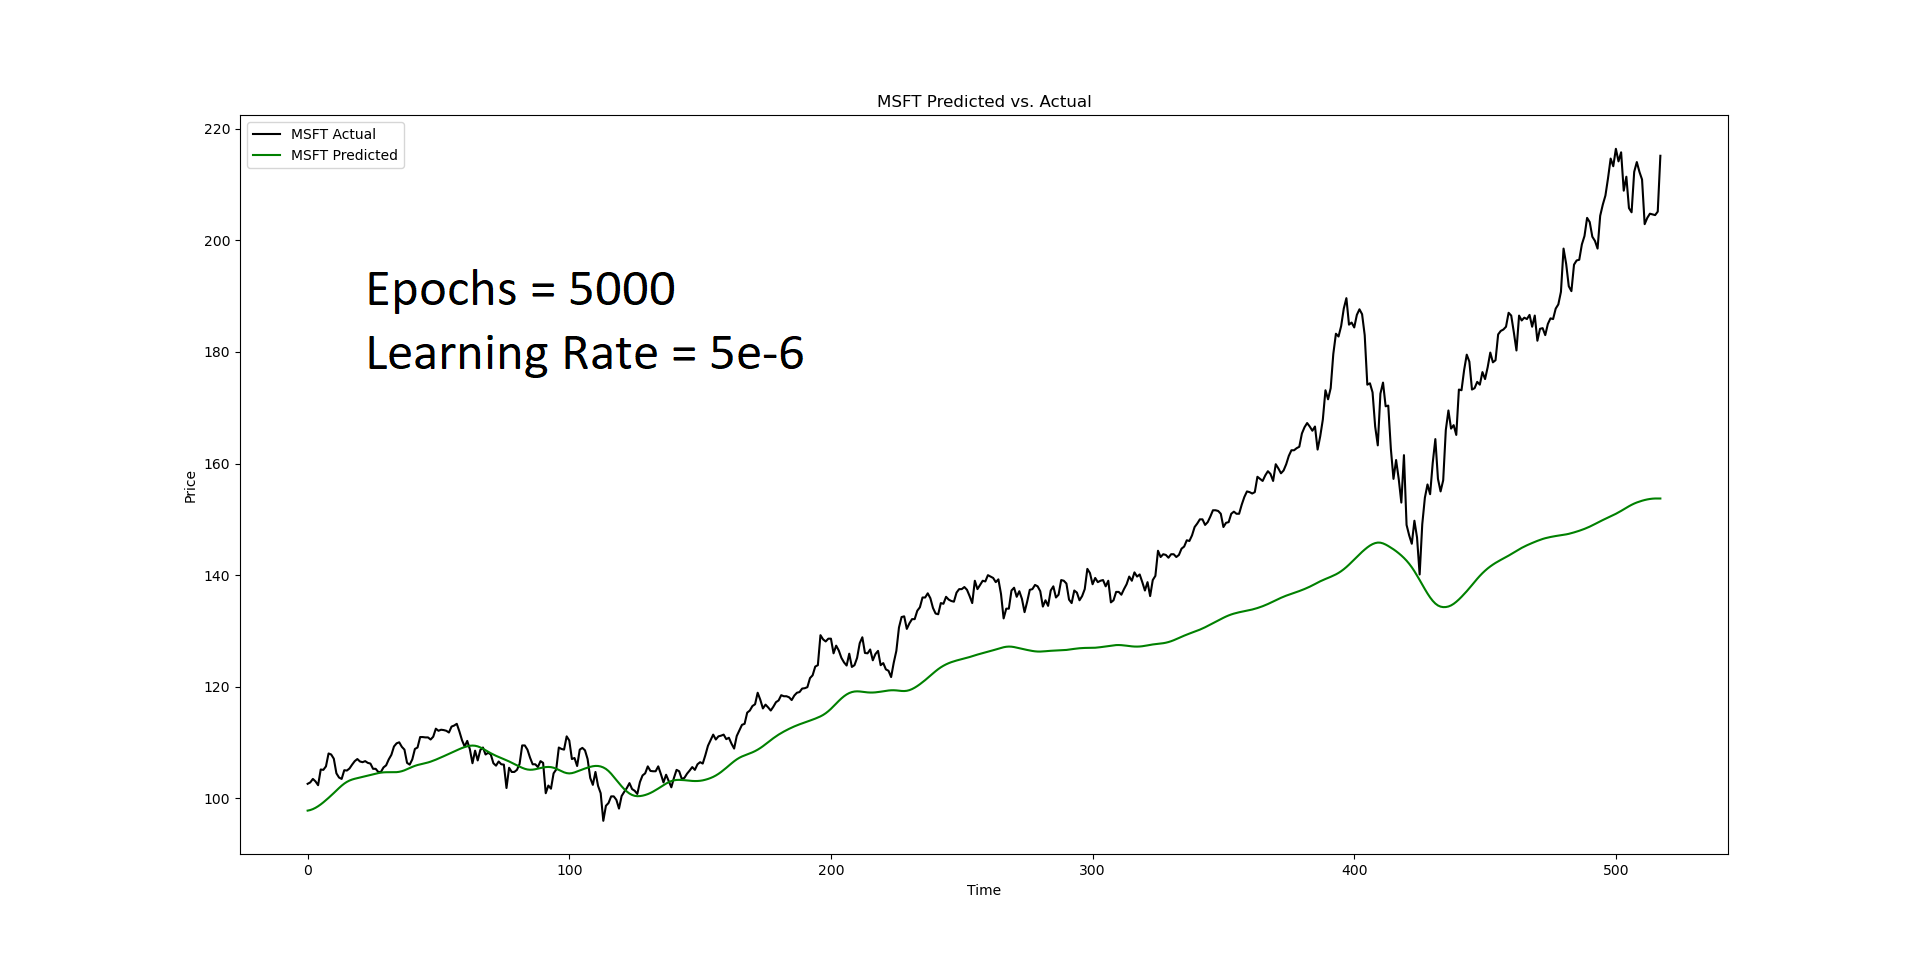 MSFT Predicted vs. Actual
MSFT Actual
MSFT Predicted
Epochs = 5000
Learning Rate = 5e-6
220
200
180
160
140
120
100
Price
0 100 200 300 400 500
Time